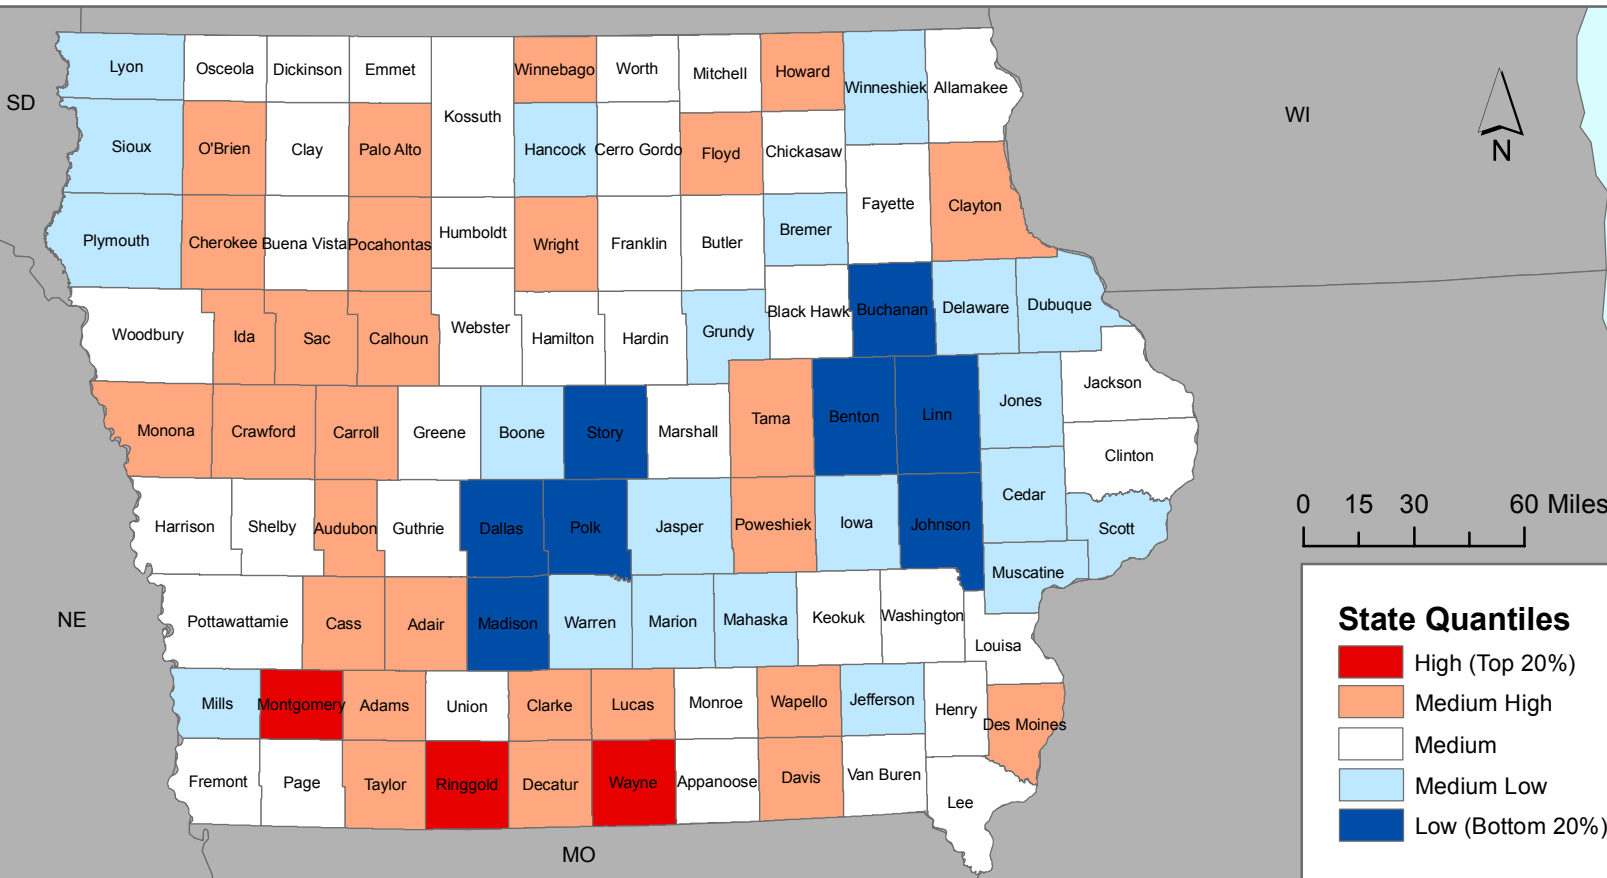 Lyon
Osceola
Dickinson
Emmet
Kossuth
Winnebago
Worth
Mitchell
Howard
Winneshiek
Allamakee
SD
WI
N
Sioux
O'Brien
Clay
Palo Alto
Hancock
Cerro Gordo
Floyd
Chickasaw
Fayette
Clayton
Plymouth
Cherokee
Buena Vista
Pocahontas
Humboldt
Wright
Franklin
Butler
Bremer
Woodbury
Ida
Sac
Calhoun
Webster
Hamilton
Hardin
Grundy
Black Hawk
Buchanan
Delaware
Dubuque
Monona
Crawford
Carroll
Greene
Boone
Story
Marshall
Tama
Benton
Linn
Jones
Jackson
Clinton
Harrison
Shelby
Audubon
Guthrie
Dallas
Polk
Jasper
Poweshiek
Iowa
Johnson
Cedar
Scott
Muscatine
0 15 30 60 Miles
NE
Pottawattamie
Cass
Adair
Madison
Warren
Marion
Mahaska
Keokuk
Washington
Louisa
Mills
Montgomery
Adams
Union
Clarke
Lucas
Monroe
Wapello
Jefferson
Henry
Des Moines
Fremont
Page
Taylor
Ringgold
Decatur
Wayne
Appanoose
Davis
Van Buren
Lee
MO
State Quantiles
High (Top 20%)
Medium High
Medium
Medium Low
Low (Bottom 20%)